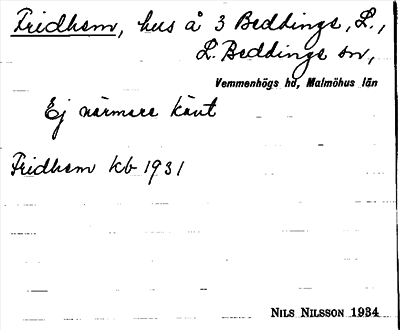 Fridhem, hus å 3 Beddinge, L.,
L. Beddinge sn,
Vemmenhögs hd, Malmöhus län
Ej närmare känt
Fridhem kb 1931
NILS NILSSON 1934